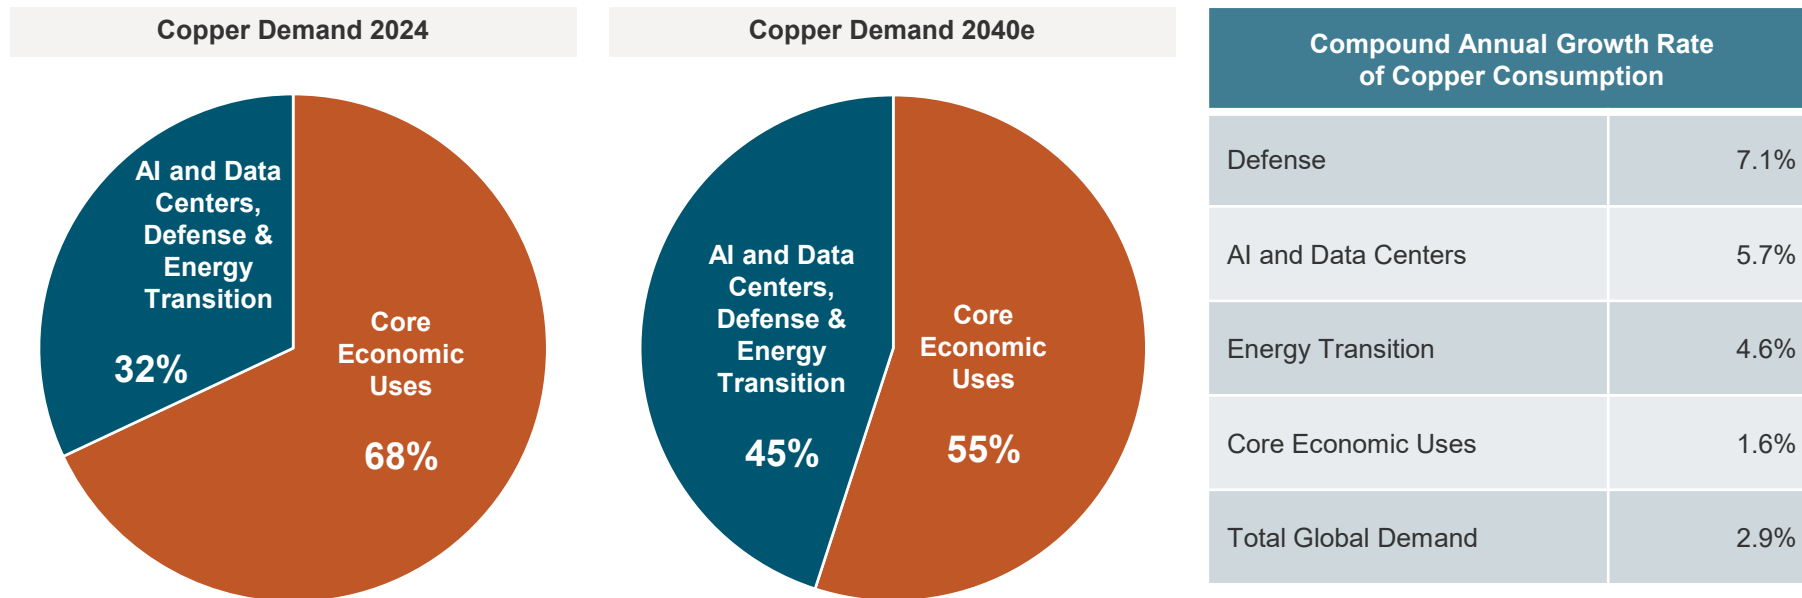 Copper Demand 2024
AI and Data
Centers,
Defense &
Energy
Transition
32%
Core
Economic
Uses
68%
Copper Demand 2040e
AI and Data
Centers,
Defense &
Energy
Transition
45%
Core
Economic
Uses
55%
Compound Annual Growth Rate
of Copper Consumption
Defense 7.1%
AI and Data Centers 5.7%
Energy Transition 4.6%
Core Economic Uses 1.6%
Total Global Demand 2.9%